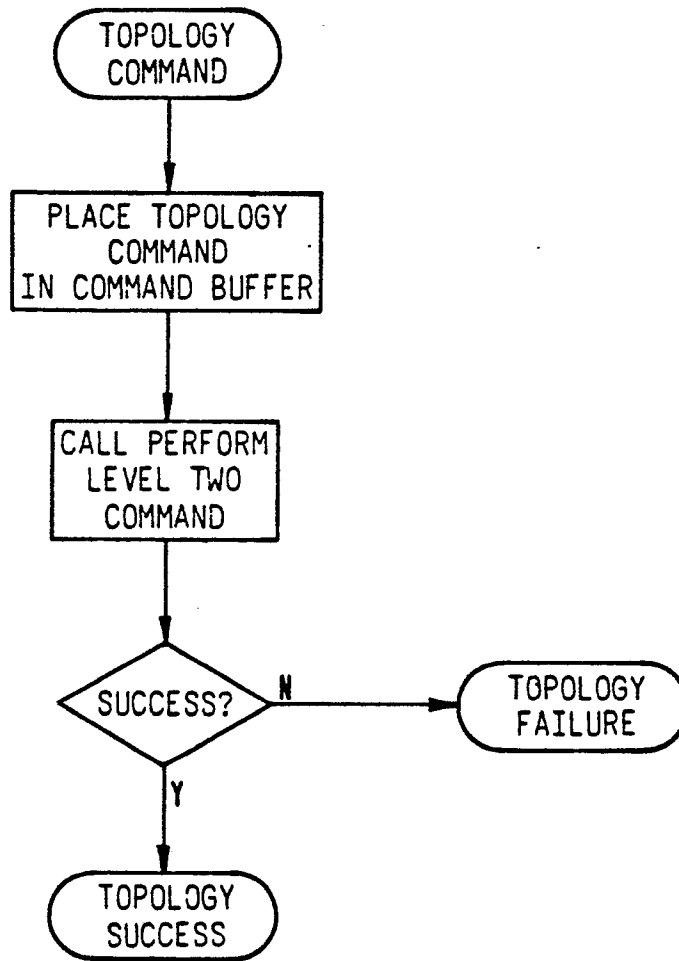 TOPOLOGY
COMMAND
PLACE TOPOLOGY
COMMAND
IN COMMAND BUFFER
CALL PERFORM
LEVEL TWO
COMMAND
SUCCESS?
N
TOPOLOGY
FAILURE
Y
TOPOLOGY
SUCCESS